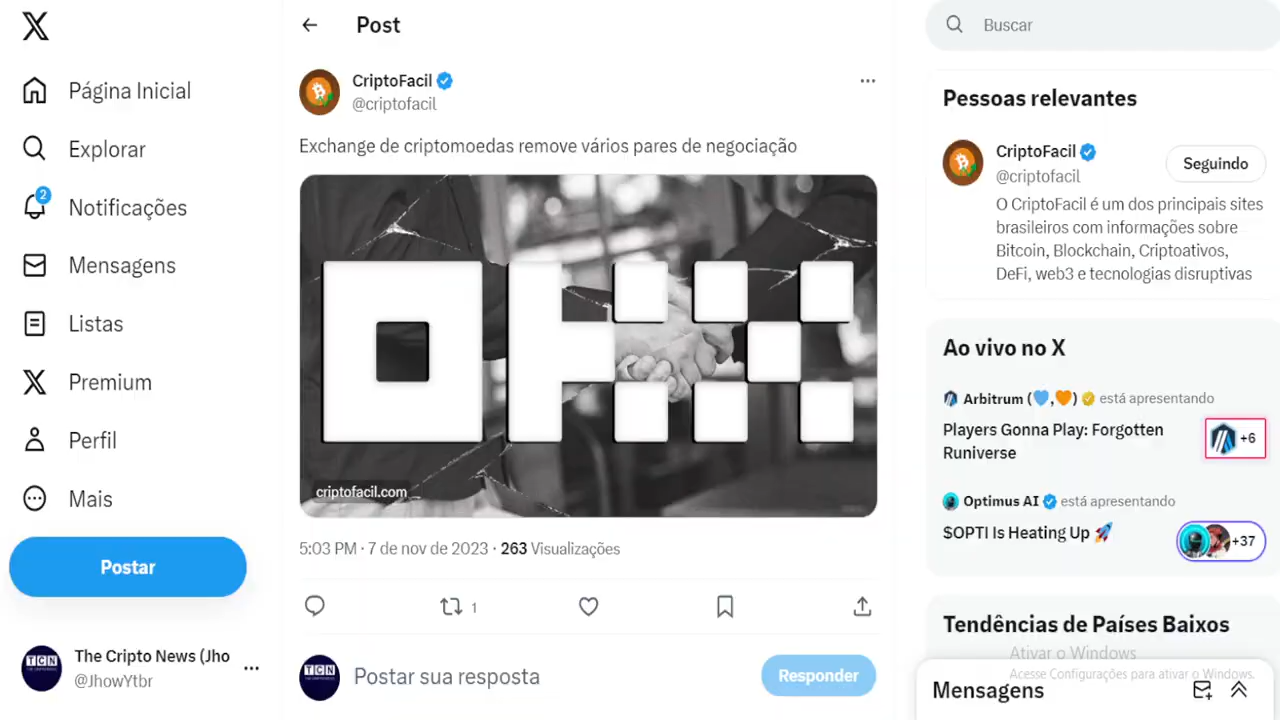 Página Inicial
Explorar
2
Notificações
Mensagens
Listas
Premium
Perfil
Mais
Postar
TCN
The Cripto News (Jho
@JhowYtbr
Post
CriptoFacil
@criptofacil
Exchange de criptomoedas remove vários pares de negociação
OKX
criptofacil.com
5:03 PM · 7 de nov de 2023 · 263 Visualizações
1
TCN
Postar sua resposta
Responder
Buscar
Pessoas relevantes
CriptoFacil
@criptofacil
Seguindo
O CriptoFacil é um dos principais sites
brasileiros com informações sobre
Bitcoin, Blockchain, Criptoativos,
DeFi, web3 e tecnologias disruptivas
Ao vivo no X
Arbitrum (💙,🧡) está apresentando
Players Gonna Play: Forgotten
Runiverse
+6
Optimus AI está apresentando
$OPTI Is Heating Up 🚀
+37
Tendências de Países Baixos
Ativar o Windows
Acesse Configurações para ativar o Windows.
Mensagens